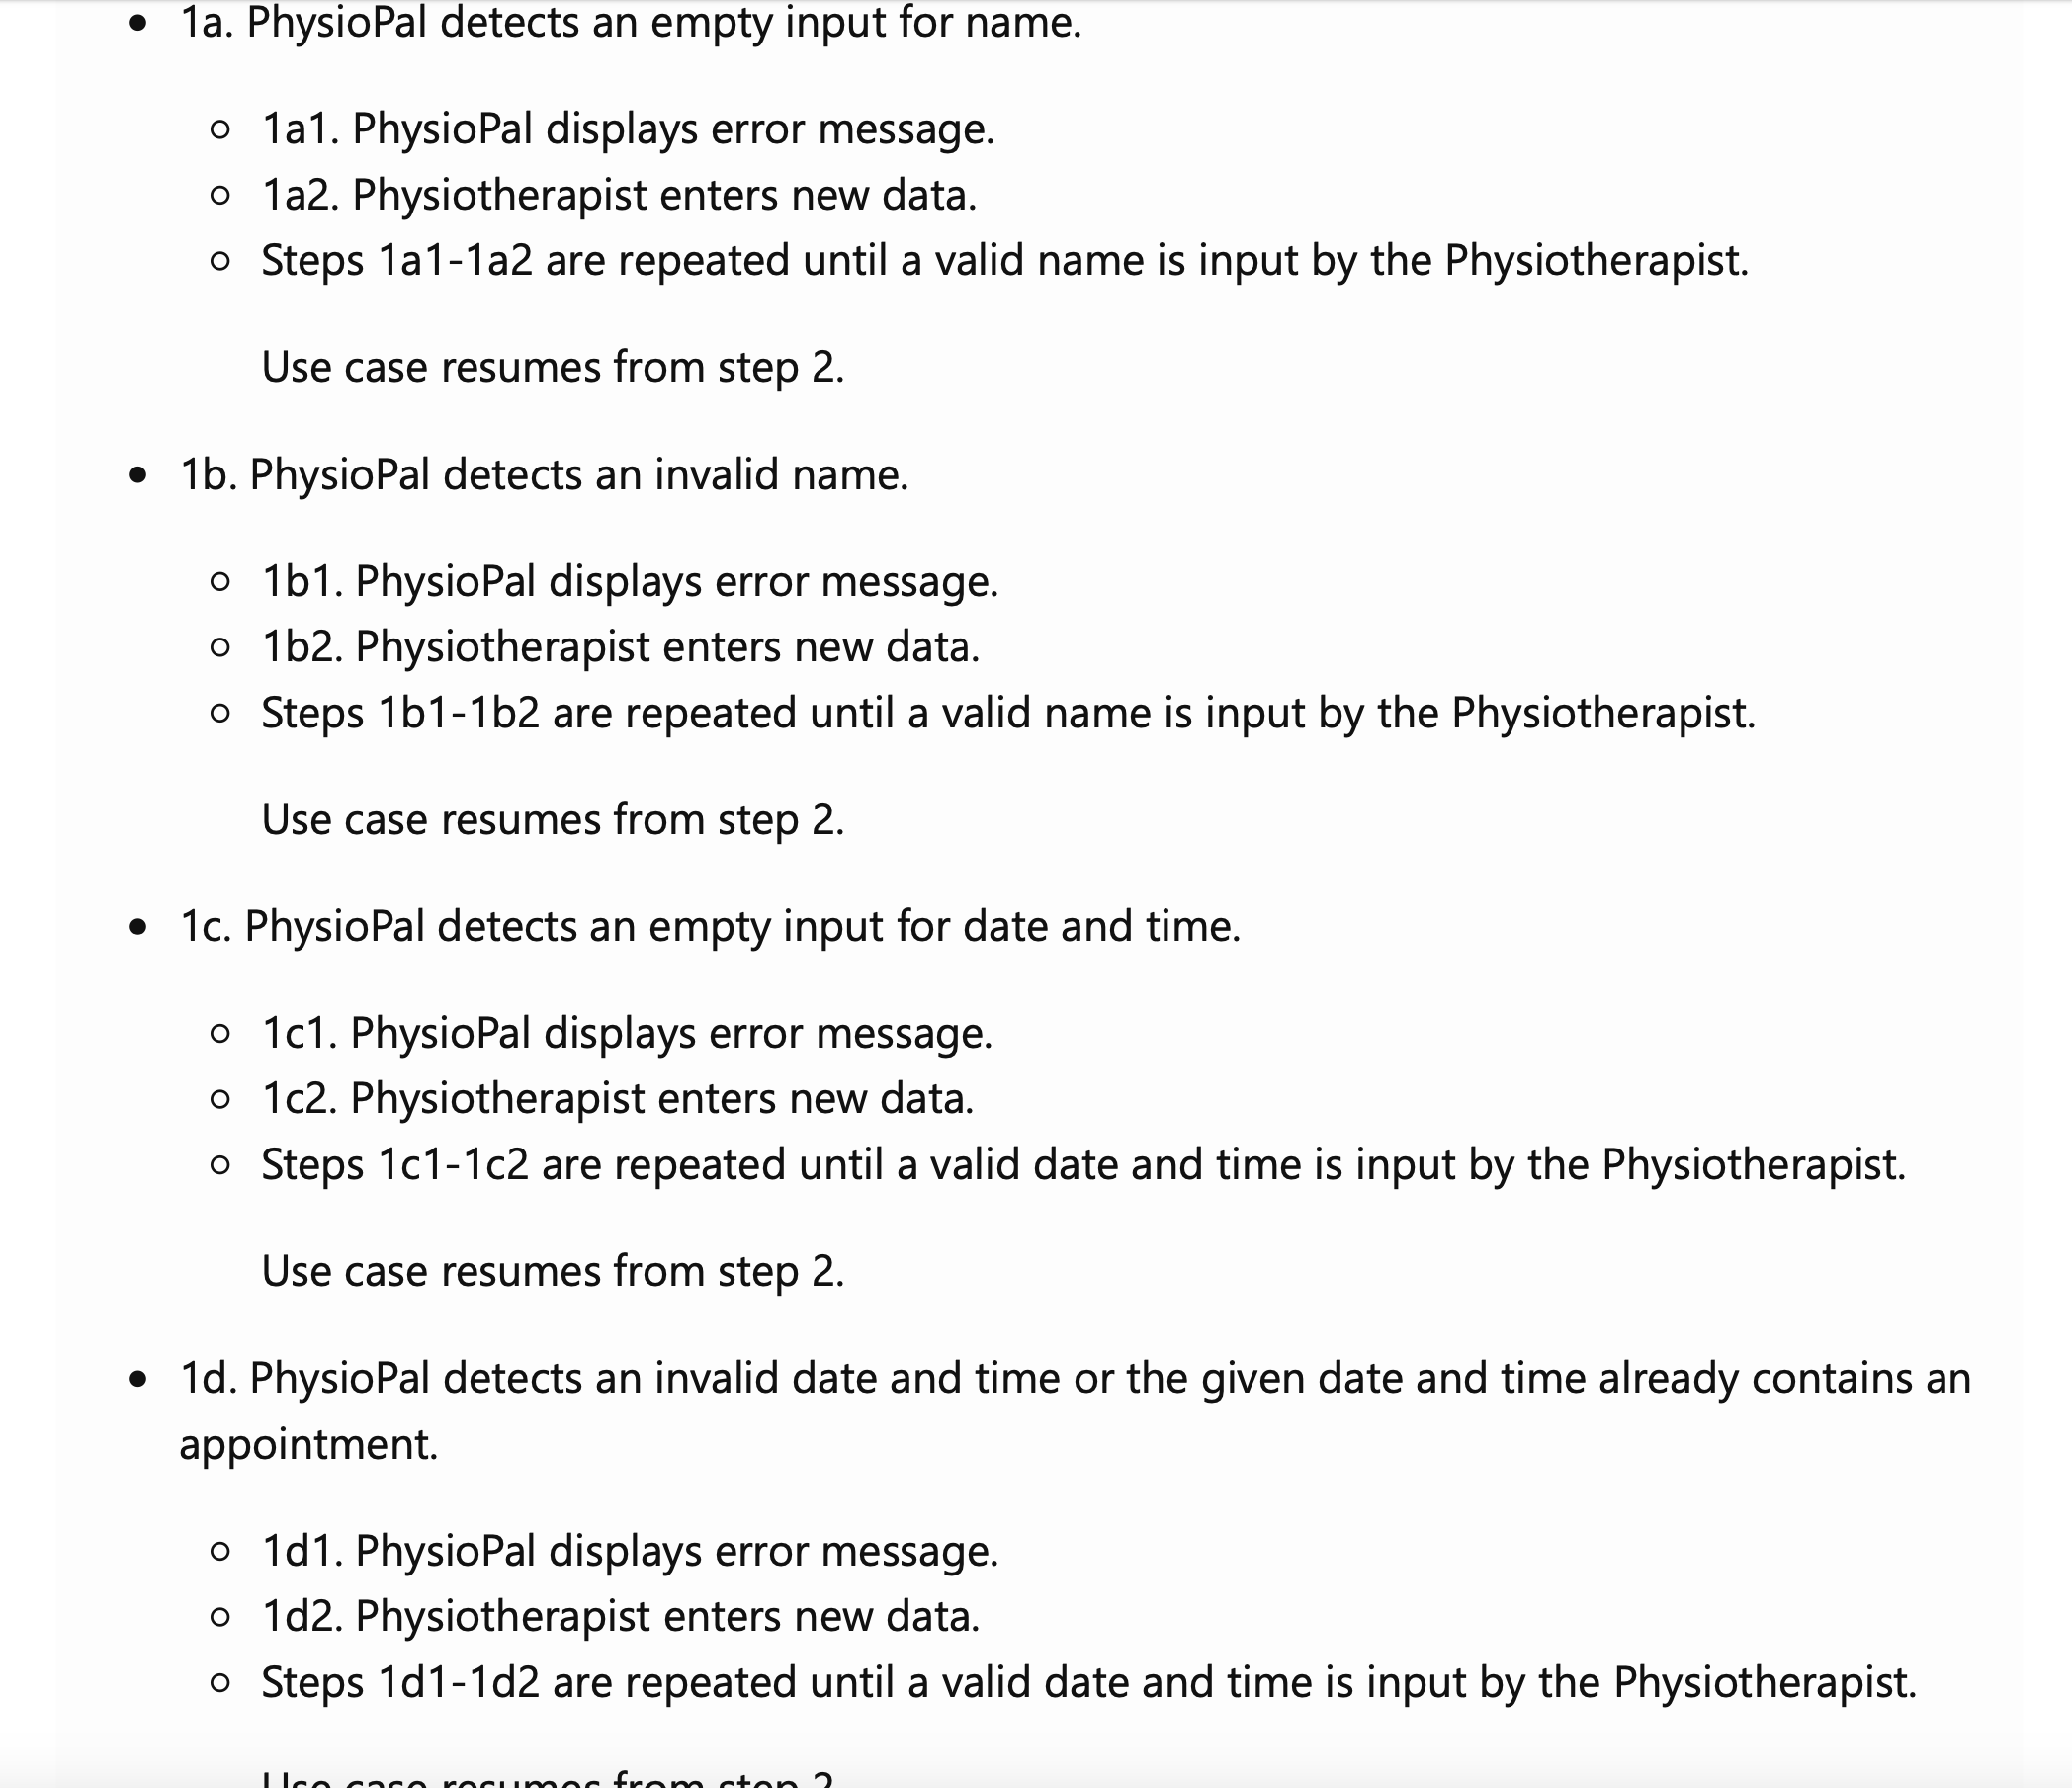 • 1a. PhysioPal detects an empty input for name.
○ 1a1. PhysioPal displays error message.
○ 1a2. Physiotherapist enters new data.
○ Steps 1a1-1a2 are repeated until a valid name is input by the Physiotherapist.
Use case resumes from step 2.
• 1b. PhysioPal detects an invalid name.
○ 1b1. PhysioPal displays error message.
○ 1b2. Physiotherapist enters new data.
○ Steps 1b1-1b2 are repeated until a valid name is input by the Physiotherapist.
Use case resumes from step 2.
• 1c. PhysioPal detects an empty input for date and time.
○ 1c1. PhysioPal displays error message.
○ 1c2. Physiotherapist enters new data.
○ Steps 1c1-1c2 are repeated until a valid date and time is input by the Physiotherapist.
Use case resumes from step 2.
• 1d. PhysioPal detects an invalid date and time or the given date and time already contains an
appointment.
○ 1d1. PhysioPal displays error message.
○ 1d2. Physiotherapist enters new data.
○ Steps 1d1-1d2 are repeated until a valid date and time is input by the Physiotherapist.
Use case resumes from step 2